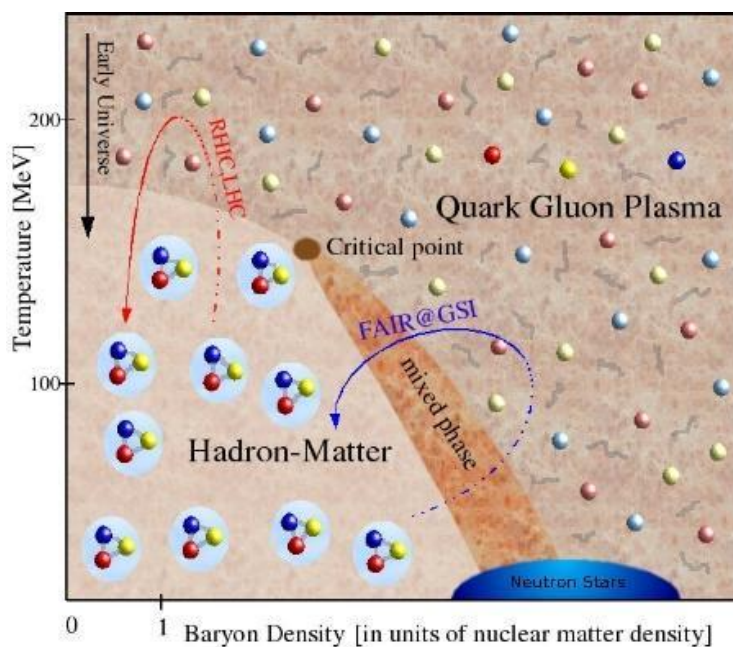 Early Universe
200
RHIC LHC
Temperature [MeV]
Quark Gluon Plasma
Critical point
FAIR@GSI
100
mixed phase
Hadron-Matter
Neutron Stars
0
1
Baryon Density [in units of nuclear matter density]